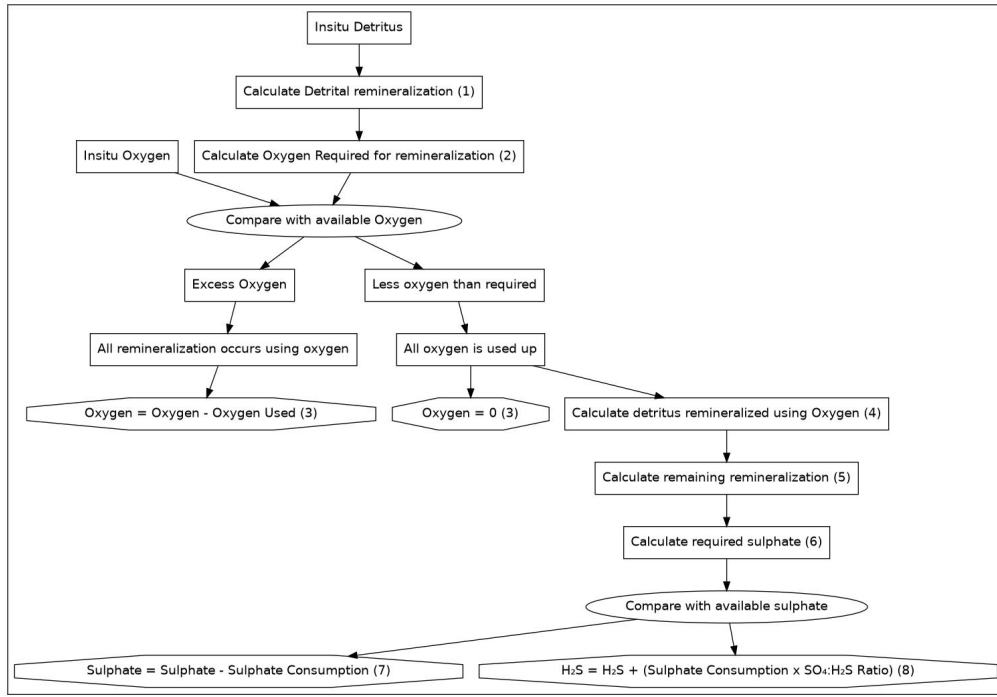 Insitu Detritus
Calculate Detrital remineralization (1)
Insitu Oxygen
Calculate Oxygen Required for remineralization (2)
Compare with available Oxygen
Excess Oxygen
Less oxygen than required
All remineralization occurs using oxygen
All oxygen is used up
Oxygen = Oxygen - Oxygen Used (3)
Oxygen = 0 (3)
Calculate detritus remineralized using Oxygen (4)
Calculate remaining remineralization (5)
Calculate required sulphate (6)
Compare with available sulphate
Sulphate = Sulphate - Sulphate Consumption (7)
H₂S = H₂S + (Sulphate Consumption x SO₄:H₂S Ratio) (8)